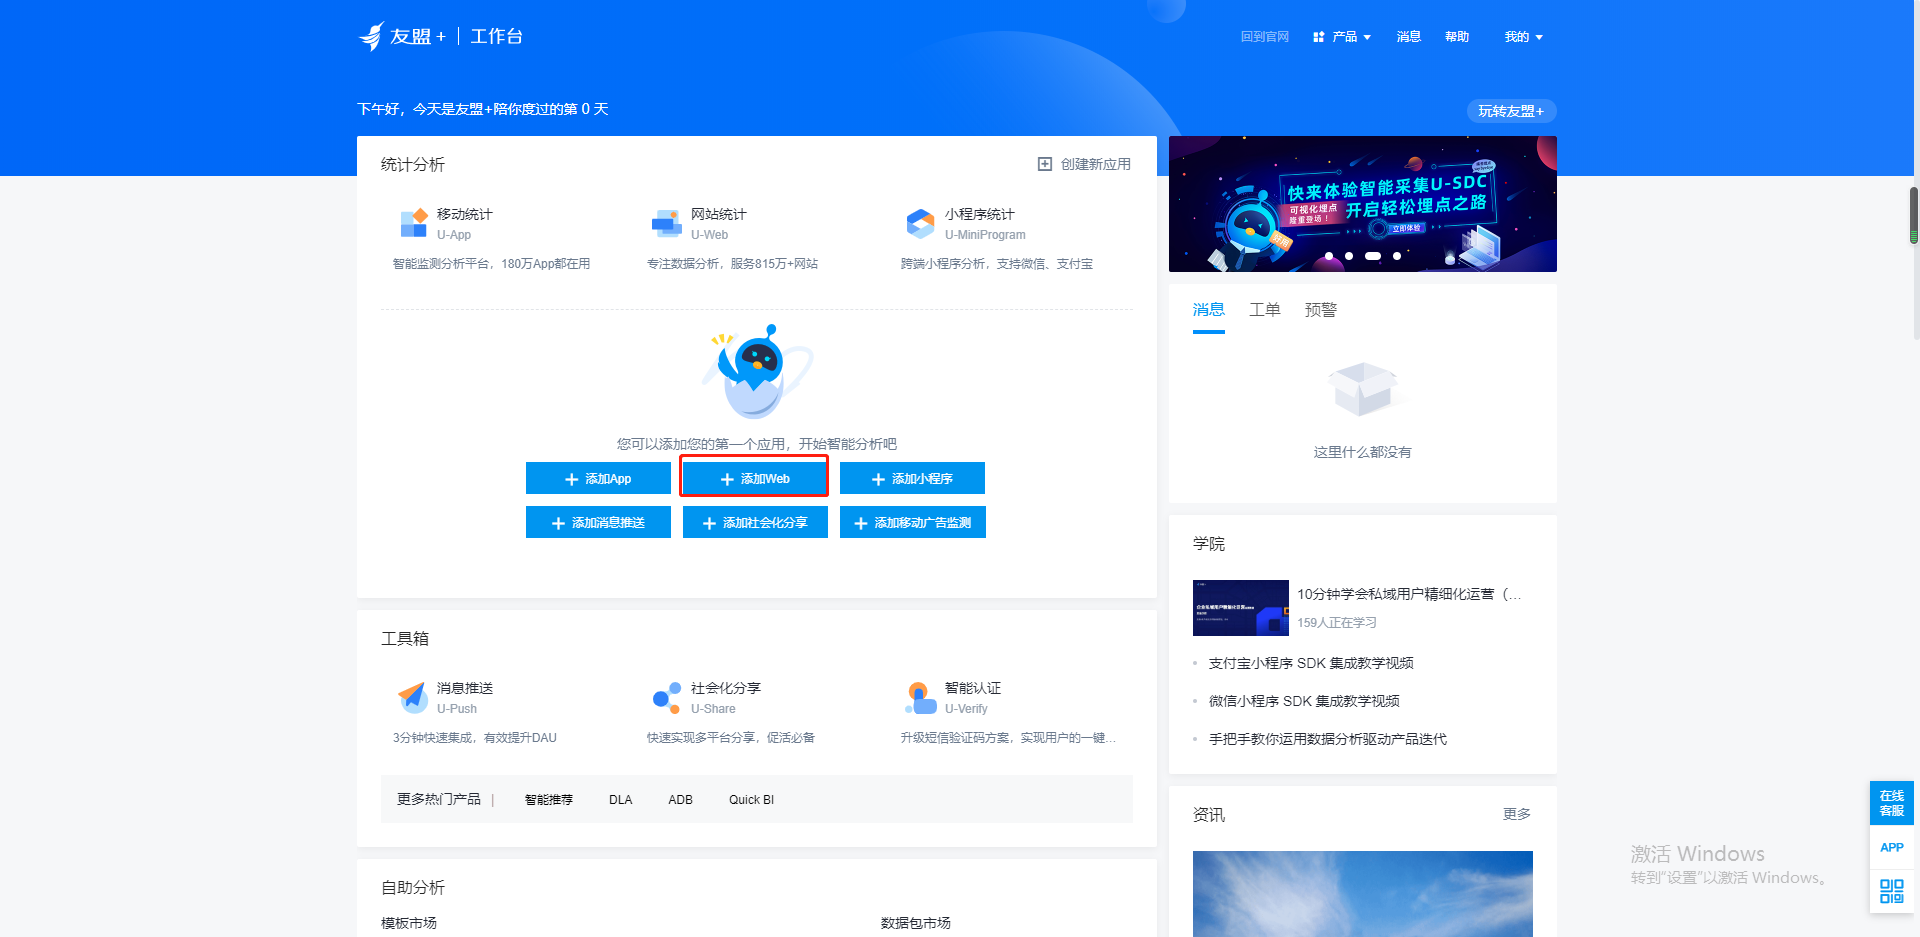 友盟+ | 工作台
回到官网 产品 消息 帮助 我的
下午好，今天是友盟+陪你度过的第 0 天
玩转友盟+
统计分析
创建新应用
移动统计
U-App
智能监测分析平台，180万App都在用
网站统计
U-Web
专注数据分析，服务815万+网站
小程序统计
U-MiniProgram
跨端小程序分析，支持微信、支付宝
您可以添加您的第一个应用，开始智能分析吧
添加App
添加Web
添加小程序
添加消息推送
添加社会化分享
添加移动广告监测
工具箱
消息推送
U-Push
3分钟快速集成，有效提升DAU
社会化分享
U-Share
快速实现多平台分享，促活必备
智能认证
U-Verify
升级短信验证码方案，实现用户的一键...
更多热门产品 | 智能推荐 DLA ADB Quick BI
自助分析
模板市场
数据包市场
快来体验智能采集U-SDC
可视化埋点
隆重登场！
开启轻松埋点之路
立即体验
好用
消息 工单 预警
这里什么都没有
学院
10分钟学会私域用户精细化运营（...
159人正在学习
支付宝小程序 SDK 集成教学视频
微信小程序 SDK 集成教学视频
手把手教你运用数据分析驱动产品迭代
资讯
更多
在线
客服
APP
激活 Windows
转到“设置”以激活 Windows。